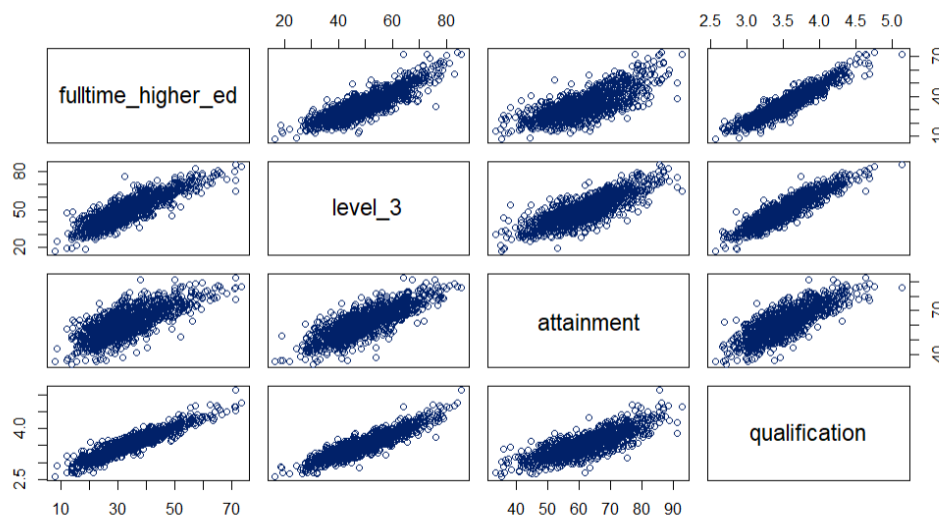 20 40 60 80
2.5 3.0 3.5 4.0 4.5 5.0
fulltime_higher_ed
10 40 70
20 50 80
level_3
attainment
40 70
2.5 4.0
qualification
10 30 50 70
40 50 60 70 80 90